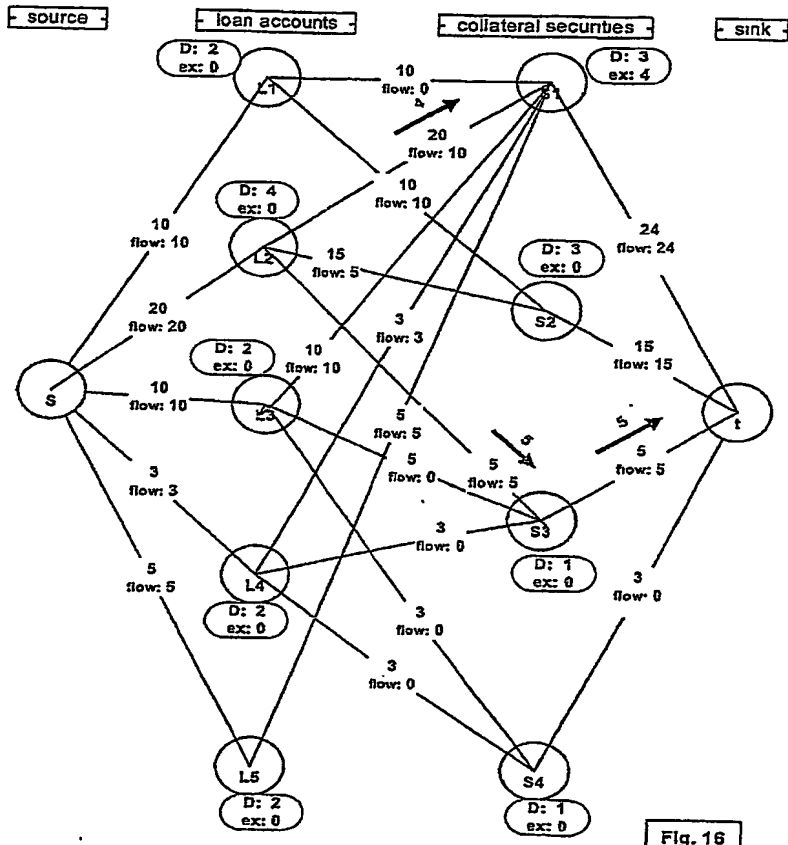 source
loan accounts
collateral securities
sink
D: 2
ex: 0
L1
10
flow: 0
S1
D: 3
ex: 4
4
20
flow: 10
10
flow: 10
D: 4
ex: 0
L2
15
flow: 5
10
flow: 10
20
flow: 20
24
flow: 24
D: 3
ex: 0
S2
15
flow: 15
D: 2
ex: 0
L3
10
flow: 10
3
flow: 3
S
10
flow: 10
t
5
flow: 5
5
flow: 0
5
5
flow: 5
5
5
flow: 5
3
flow: 3
3
flow: 0
S3
D: 1
ex: 0
L4
D: 2
ex: 0
5
flow: 5
3
flow: 0
3
flow: 0
3
flow: 0
L5
D: 2
ex: 0
S4
D: 1
ex: 0
Fig. 16